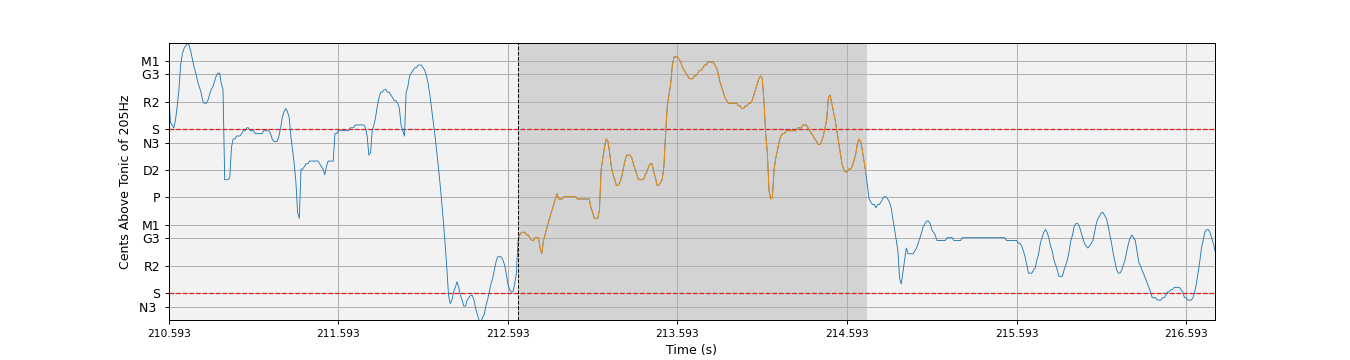 M1
G3
R2
S
N3
D2
P
M1
G3
R2
S
N3
Cents Above Tonic of 205Hz
210.593 211.593 212.593 213.593 214.593 215.593 216.593
Time (s)